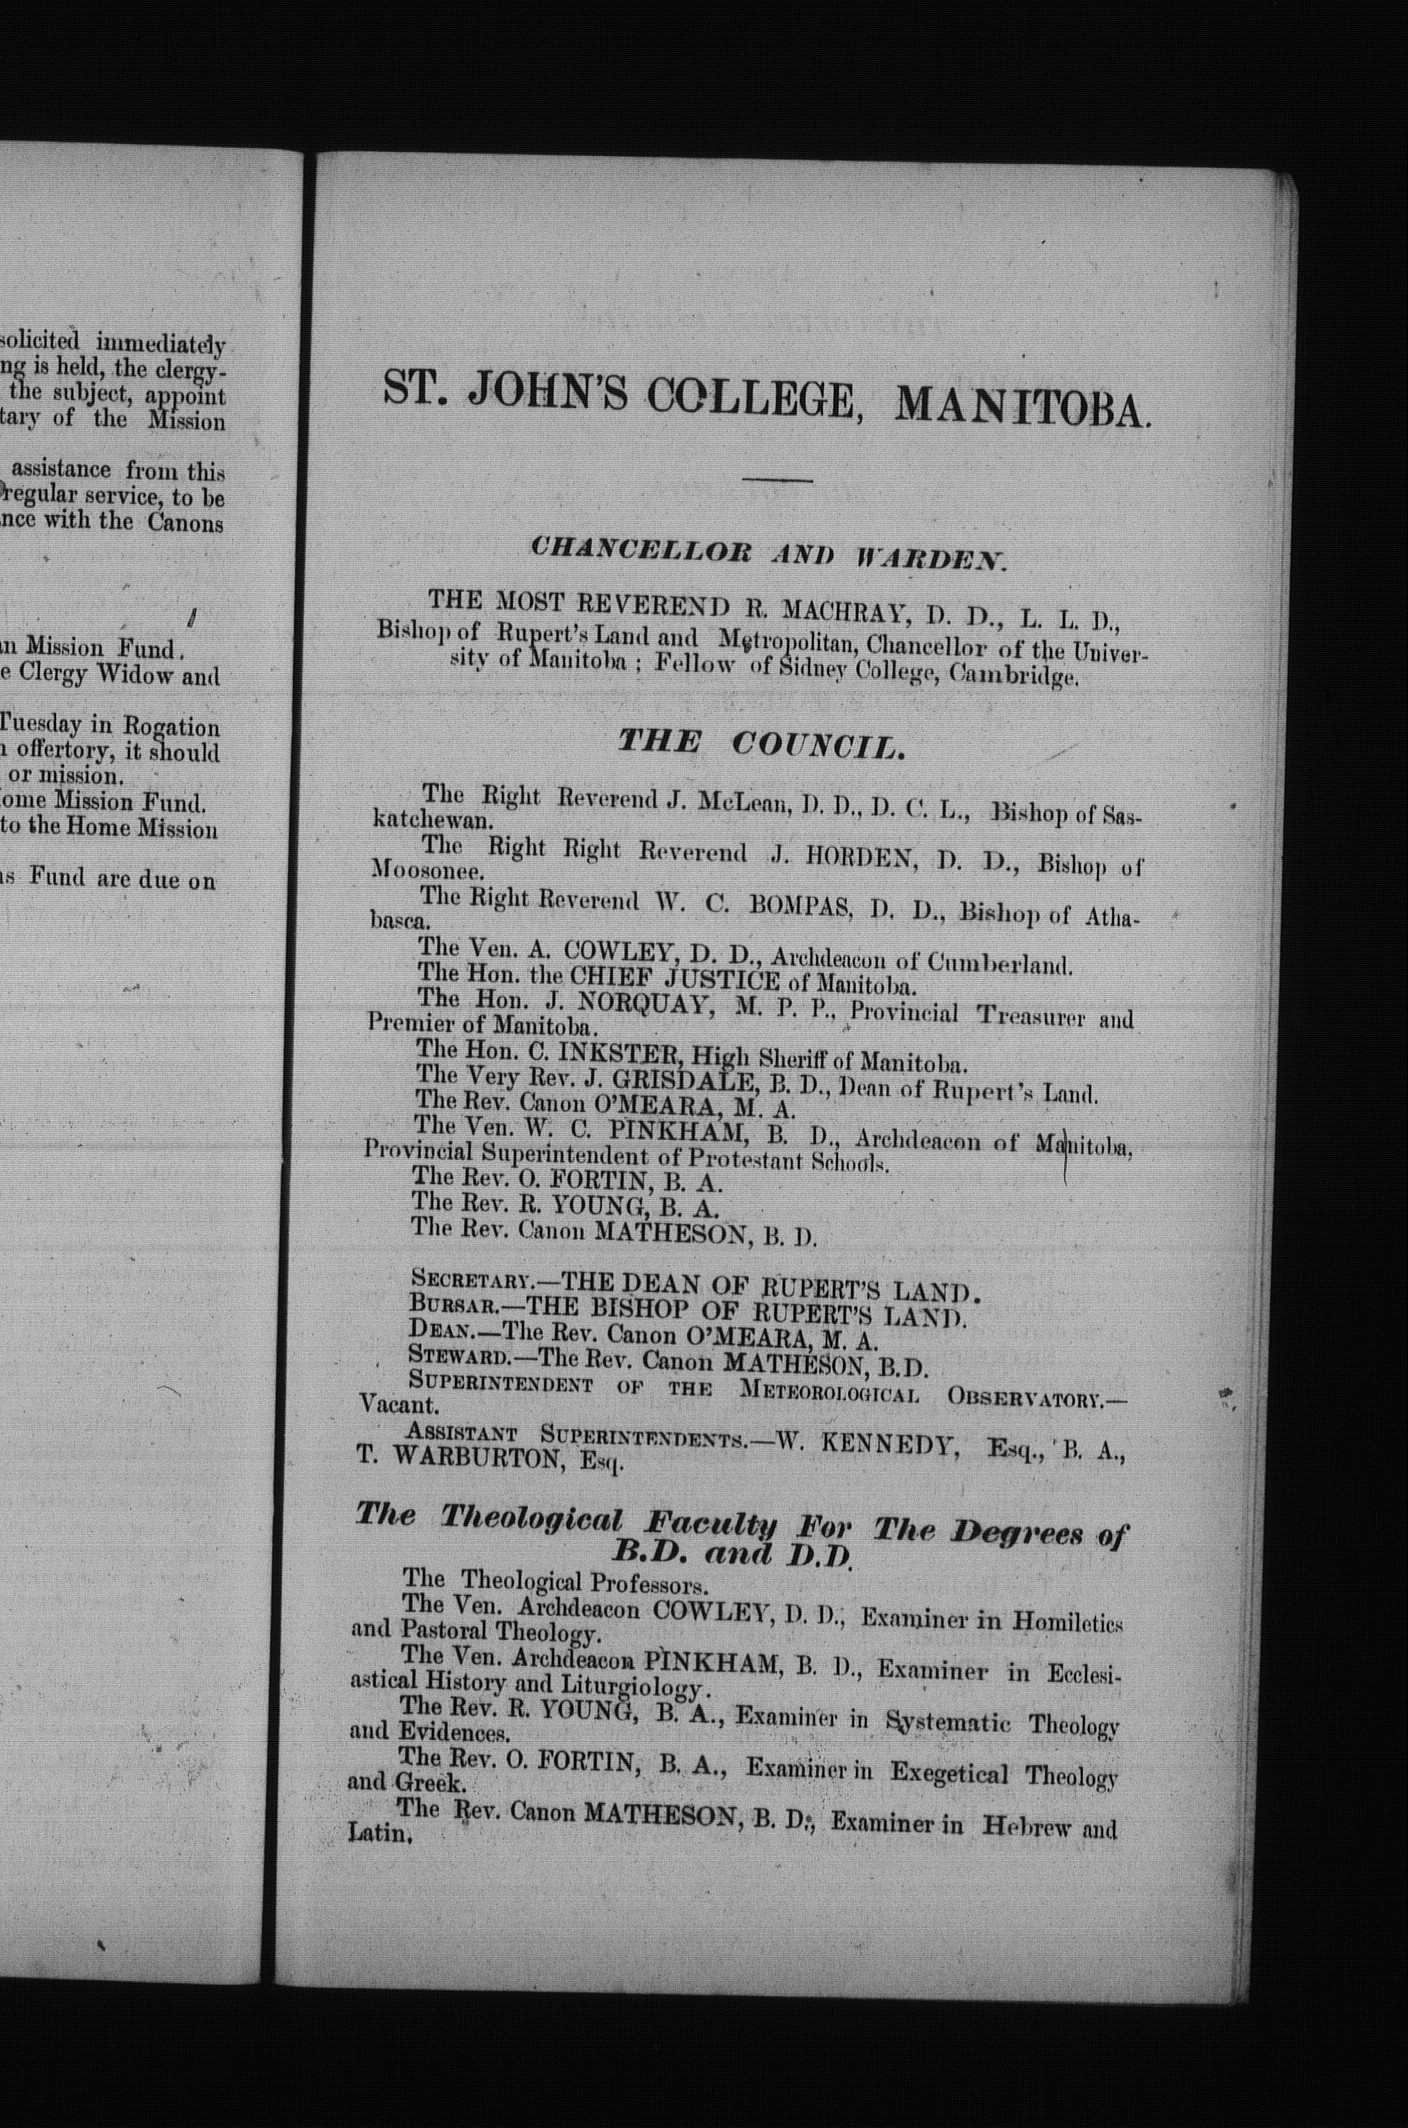 solicited immediately
ng is held, the clergy-
the subject, appoint
tary of the Mission
assistance from this
regular service, to be
nce with the Canons
n Mission Fund.
e Clergy Widow and
Tuesday in Rogation
offertory, it should
or mission.
ome Mission Fund.
to the Home Mission
s Fund are due on
ST. JOHN'S COLLEGE, MANITOBA.
CHANCELLOR AND WARDEN.
THE MOST REVEREND R. MACHRAY, D. D., L. L. D.,
Bishop of Rupert's Land and Metropolitan, Chancellor of the Univer-
sity of Manitoba ; Fellow of Sidney College, Cambridge.
THE COUNCIL.
The Right Reverend J. McLean, D. D., D. C. L., Bishop of Sas-
katchewan.
The Right Right Reverend J. HORDEN, D. D., Bishop of
Moosonee.
The Right Reverend W. C. BOMPAS, D. D., Bishop of Atha-
basca.
The Ven. A. COWLEY, D. D., Archdeacon of Cumberland.
The Hon. the CHIEF JUSTICE of Manitoba.
The Hon. J. NORQUAY, M. P. P., Provincial Treasurer and
Premier of Manitoba.
The Hon. C. INKSTER, High Sheriff of Manitoba.
The Very Rev. J. GRISDALE, B. D., Dean of Rupert's Land.
The Rev. Canon O'MEARA, M. A.
The Ven. W. C. PINKHAM, B. D., Archdeacon of Manitoba,
Provincial Superintendent of Protestant Schools.
The Rev. O. FORTIN, B. A.
The Rev. R. YOUNG, B. A.
The Rev. Canon MATHESON, B. D.
SECRETARY.—THE DEAN OF RUPERT'S LAND.
BURSAR.—THE BISHOP OF RUPERT'S LAND.
DEAN.—The Rev. Canon O'MEARA, M. A.
STEWARD.—The Rev. Canon MATHESON, B.D.
SUPERINTENDENT OF THE METEOROLOGICAL OBSERVATORY.—
Vacant.
ASSISTANT SUPERINTENDENTS.—W. KENNEDY, Esq., B. A.,
T. WARBURTON, Esq.
The Theological Faculty For The Degrees of
B.D. and D.D.
The Theological Professors.
The Ven. Archdeacon COWLEY, D. D., Examiner in Homiletics
and Pastoral Theology.
The Ven. Archdeacon PINKHAM, B. D., Examiner in Ecclesi-
astical History and Liturgiology.
The Rev. R. YOUNG, B. A., Examiner in Systematic Theology
and Evidences.
The Rev. O. FORTIN, B. A., Examiner in Exegetical Theology
and Greek.
The Rev. Canon MATHESON, B. D., Examiner in Hebrew and
Latin.